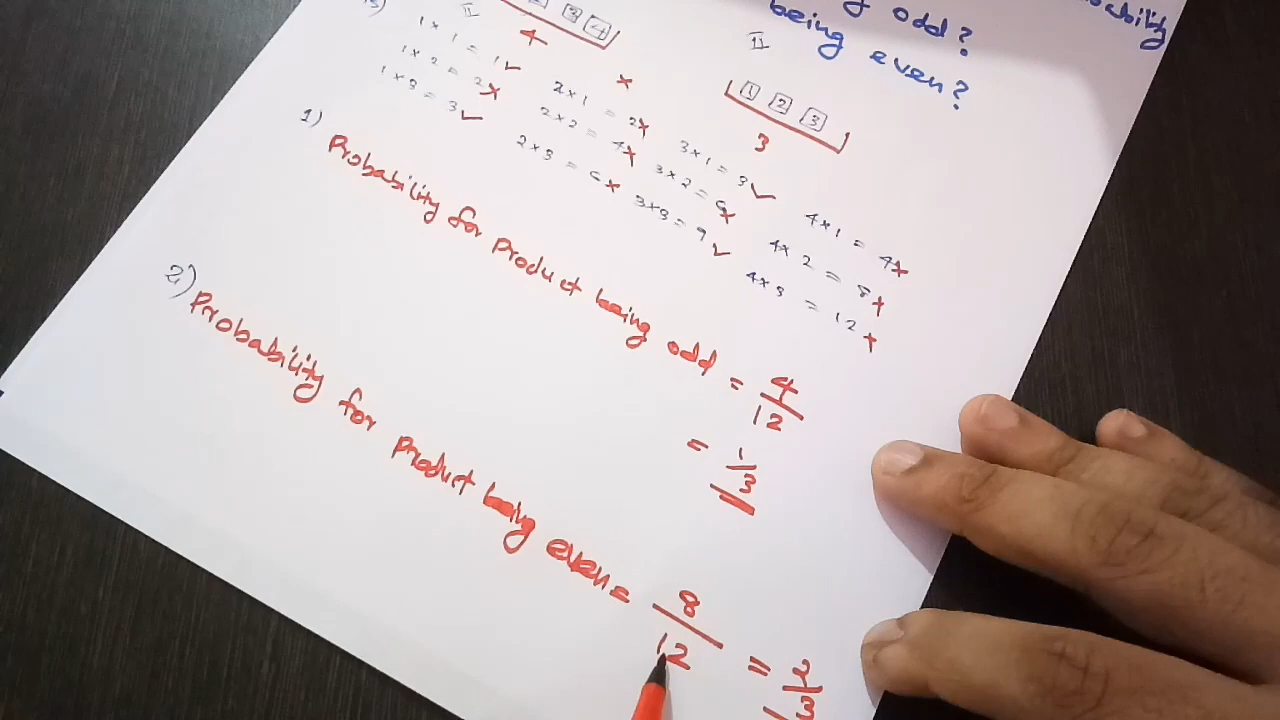 odd?
being even?
II
3 4
4 × 
II
1 2 3
3
1 × 1 = 1 ✓
1 × 2 = 2 ×
1 × 3 = 3 ✓
2 × 1 = 2 ×
2 × 2 = 4 ×
2 × 3 = 6 ×
3 × 1 = 3 ✓
3 × 2 = 6 ×
3 × 3 = 9 ✓
4 × 1 = 4 ×
4 × 2 = 8 ×
4 × 3 = 12 ×
1) Probability for Product being odd = 4/12
= 1/3
2) Probability for Product being even = 8/12 = 2/3